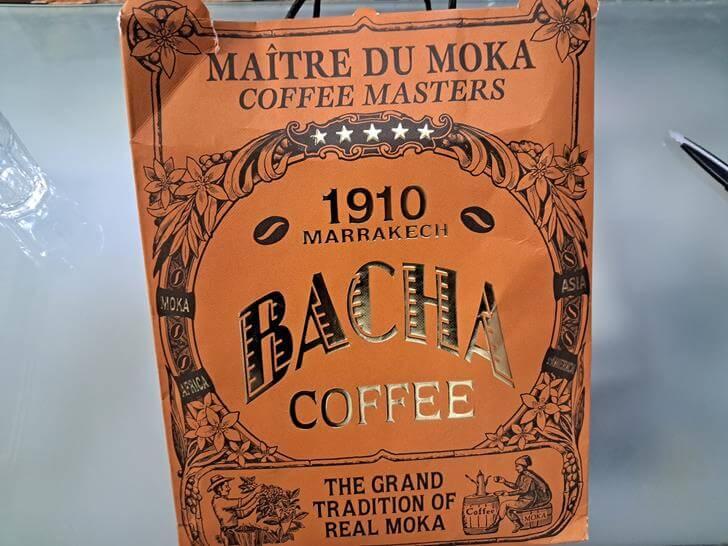 MAÎTRE DU MOKA
COFFEE MASTERS
1910
MARRAKECH
BACHA
COFFEE
MOKA
AFRICA
ASIA
AMERICA
THE GRAND
TRADITION OF
REAL MOKA
Coffee
MOKA